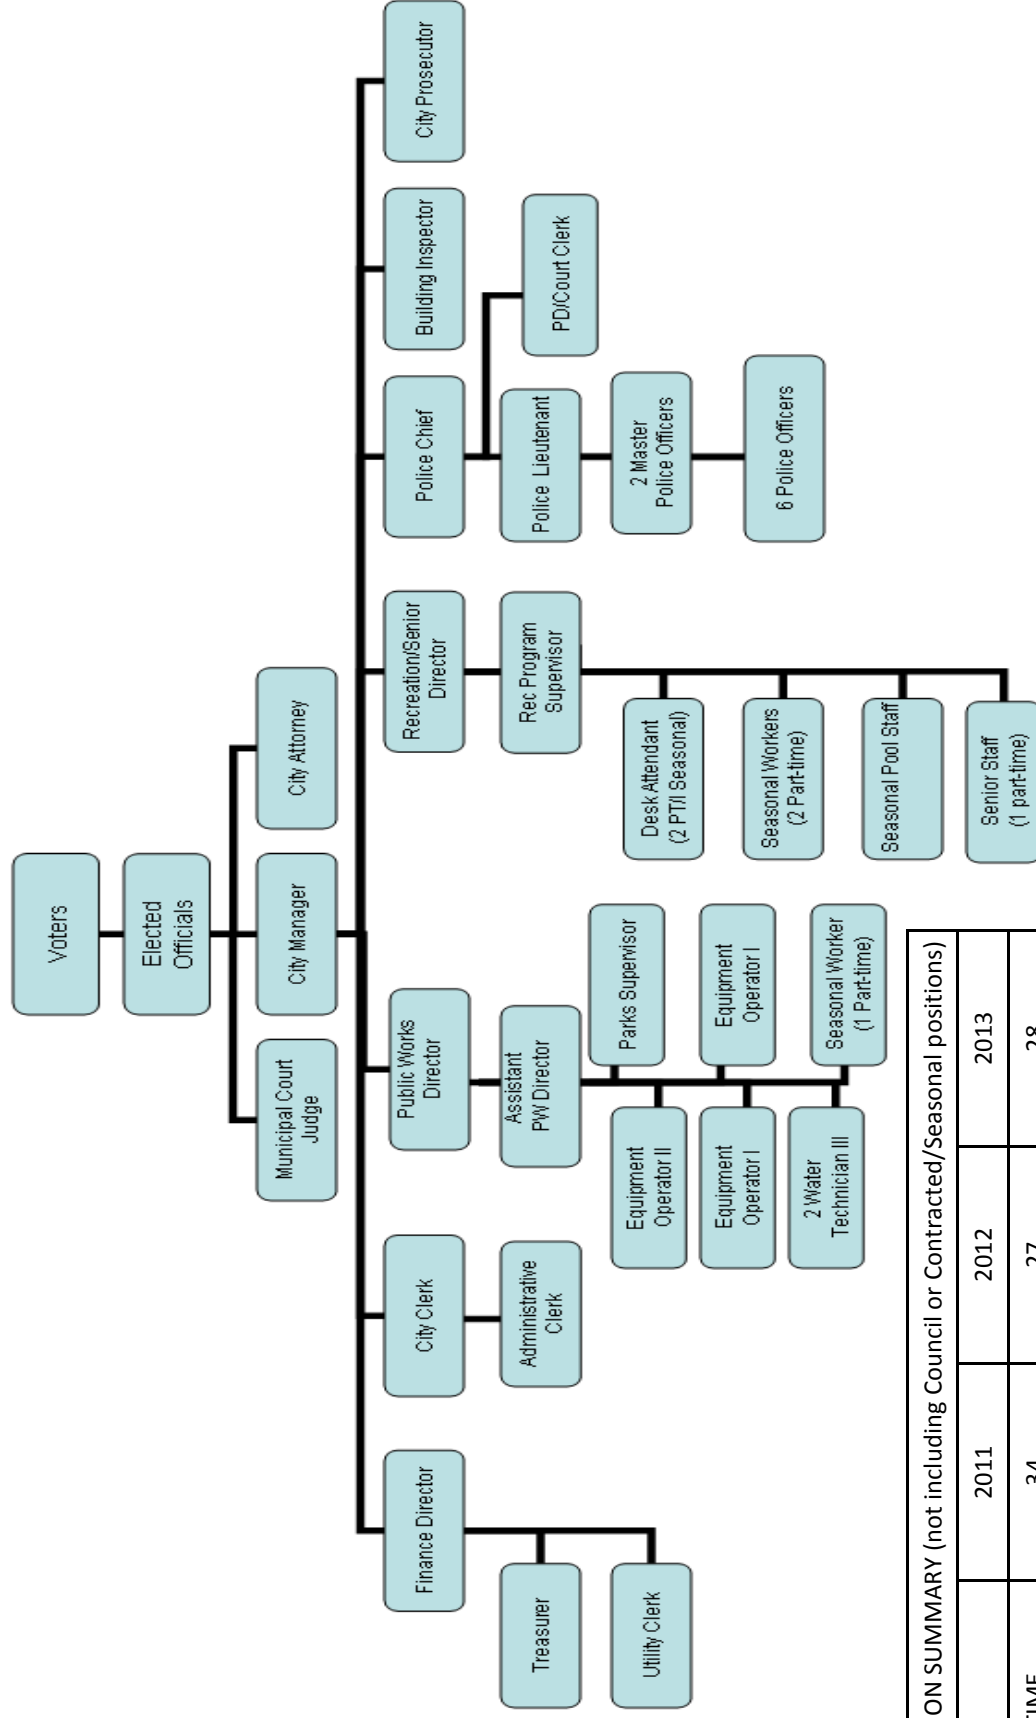 Voters
Elected
Officials
Municipal Court
Judge
City Manager
City Attorney
Finance Director
City Clerk
Public Works
Director
Recreation/Senior
Director
Police Chief
Building Inspector
City Prosecutor
Treasurer
Utility Clerk
Administrative
Clerk
Assistant
PW Director
Parks Supervisor
Equipment
Operator II
Equipment
Operator I
Equipment
Operator I
2 Water
Technician III
Seasonal Worker
(1 Part-time)
Rec Program
Supervisor
Desk Attendant
(2 PT/I Seasonal)
Seasonal Workers
(2 Part-time)
Seasonal Pool Staff
Senior Staff
(1 part-time)
Police Lieutenant
PD/Court Clerk
2 Master
Police Officers
6 Police Officers
ON SUMMARY (not including Council or Contracted/Seasonal positions)
2011 2012 2013
TIME 34 27 28